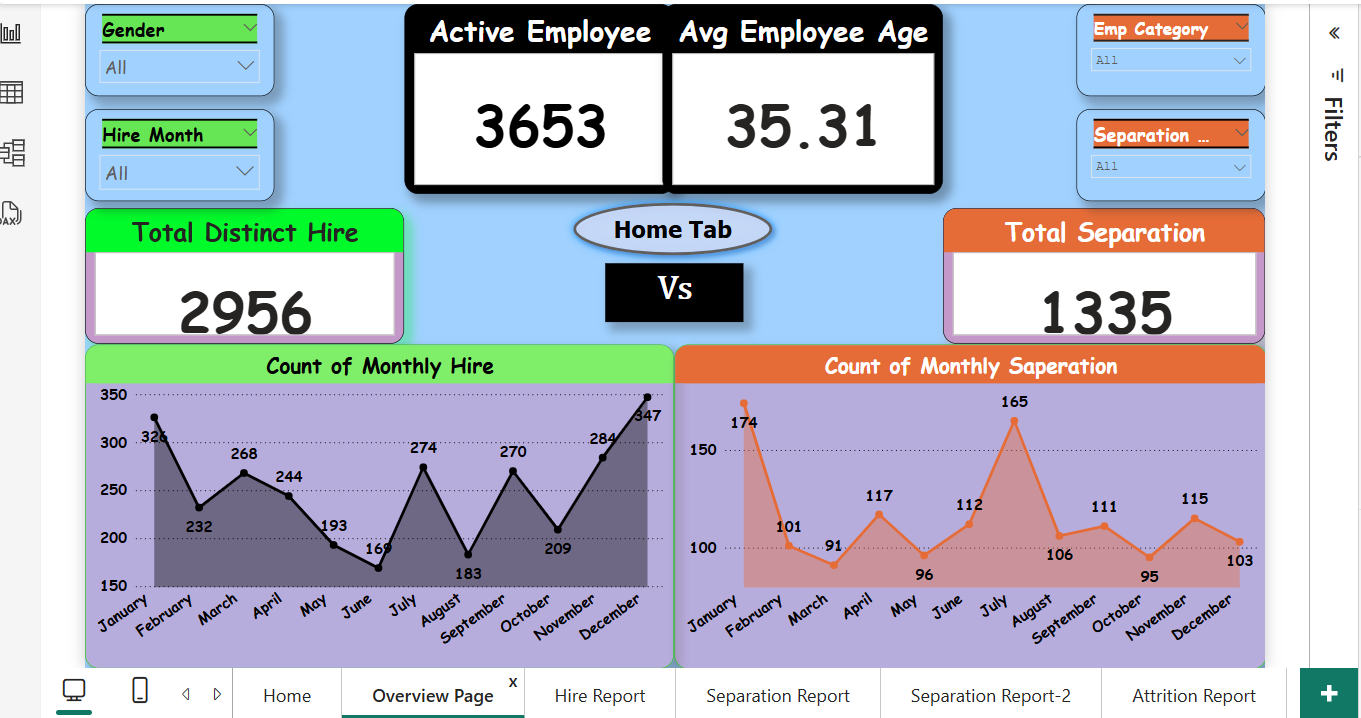 Gender
All
Hire Month
All
Active Employee
3653
Avg Employee Age
35.31
Emp Category
All
Separation ...
All
Filters
Total Distinct Hire
2956
Home Tab
Vs
Total Separation
1335
Count of Monthly Hire
350
300
250
200
150
326
232
268
244
193
169
274
183
270
209
284
347
January
February
March
April
May
June
July
August
September
October
November
December
Count of Monthly Saperation
150
100
174
101
91
117
96
112
165
106
111
95
115
103
January
February
March
April
May
June
July
August
September
October
November
December
Home
Overview Page
x
Hire Report
Separation Report
Separation Report-2
Attrition Report